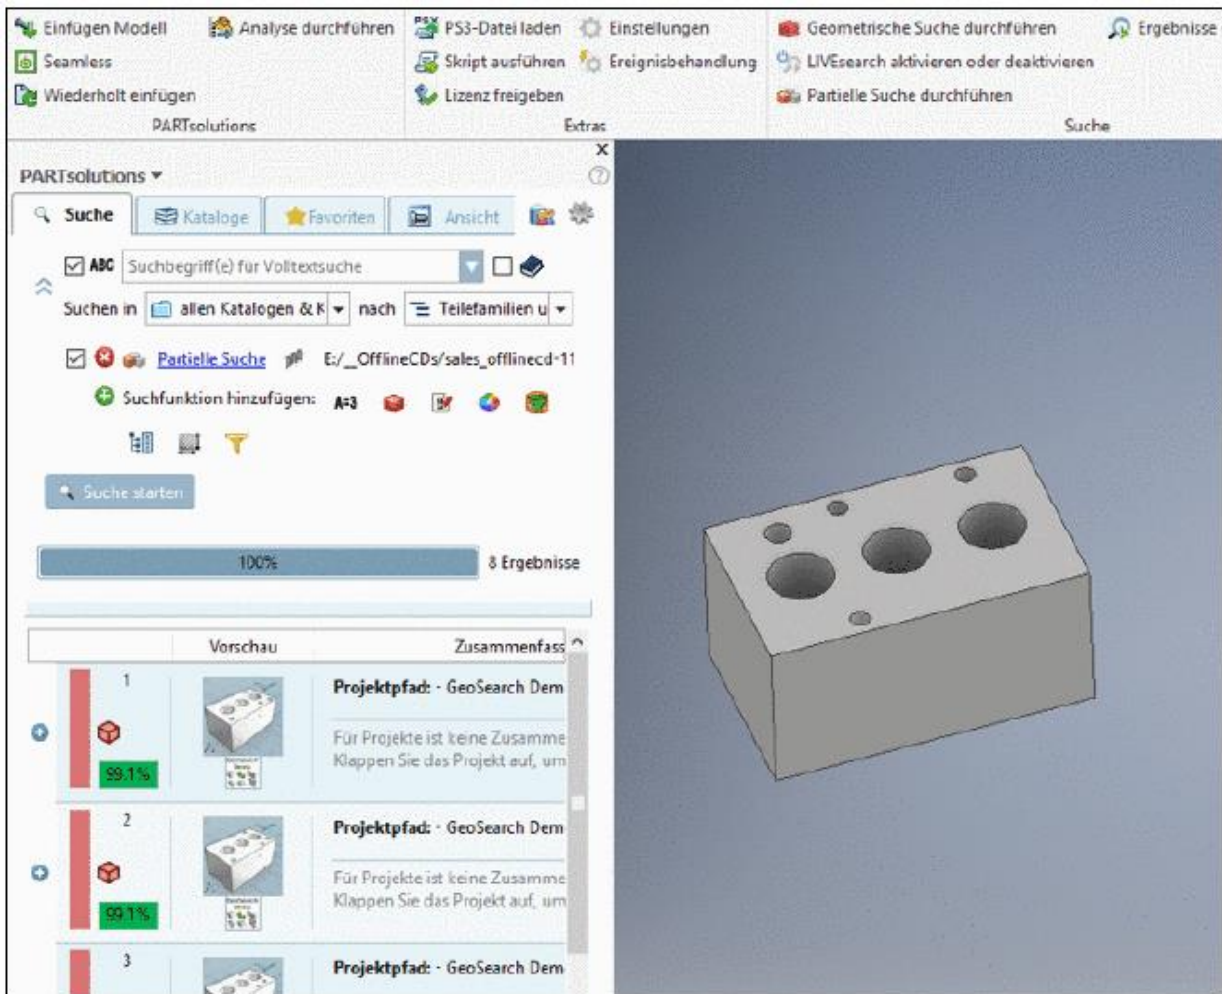 Einfügen Modell
Analyse durchführen
PS3-Datei laden
Einstellungen
Geometrische Suche durchführen
Ergebnisse
Seamless
Skript ausführen
Ereignisbehandlung
LIVEsearch aktivieren oder deaktivieren
Wiederholt einfügen
Lizenz freigeben
Partielle Suche durchführen
PARTsolutions
Extras
Suche
PARTsolutions
Suche
Kataloge
Favoriten
Ansicht
ABC
Suchbegriff(e) für Volltextsuche
Suchen in
allen Katalogen & K
nach
Teilefamilien u
Partielle Suche
E:/__OfflineCDs/sales_offlinecd-11
Suchfunktion hinzufügen:
A=3
Suche starten
100%
8 Ergebnisse
Vorschau
Zusammenfass
1
Projektpfad: - GeoSearch Dem
Für Projekte ist keine Zusamme
Klappen Sie das Projekt auf, um
99.1%
2
Projektpfad: - GeoSearch Dem
Für Projekte ist keine Zusamme
Klappen Sie das Projekt auf, um
99.1%
3
Projektpfad: - GeoSearch Dem